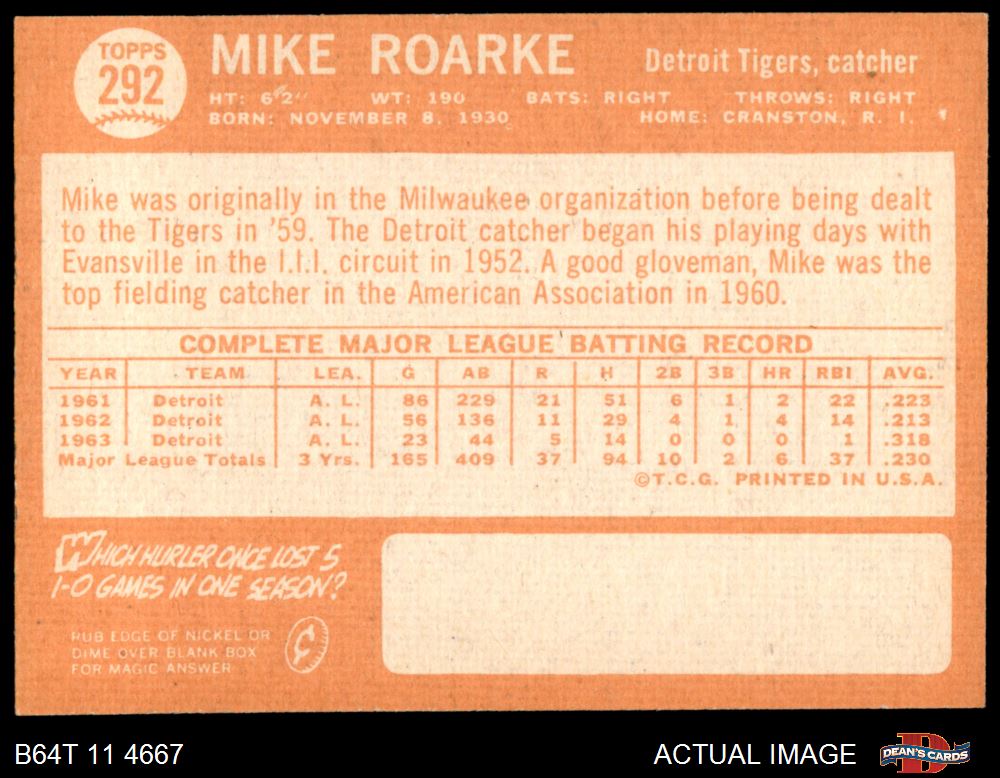 TOPPS
292
MIKE ROARKE
Detroit Tigers, catcher
HT: 6'2" WT: 190 BATS: RIGHT THROWS: RIGHT
BORN: NOVEMBER 8, 1930 HOME: CRANSTON, R. I.
Mike was originally in the Milwaukee organization before being dealt
to the Tigers in '59. The Detroit catcher began his playing days with
Evansville in the I.I.I. circuit in 1952. A good gloveman, Mike was the
top fielding catcher in the American Association in 1960.
COMPLETE MAJOR LEAGUE BATTING RECORD
YEAR TEAM LEA. G AB R H 2B 3B HR RBI AVG.
1961 Detroit A. L. 86 229 21 51 6 1 2 22 .223
1962 Detroit A. L. 56 136 11 29 4 1 4 14 .213
1963 Detroit A. L. 23 44 5 14 0 0 0 1 .318
Major League Totals 3 Yrs. 165 409 37 94 10 2 6 37 .230
©T.C.G. PRINTED IN U.S.A.
WHICH HURLER ONCE LOST 5
1-0 GAMES IN ONE SEASON?
RUB EDGE OF NICKEL OR
DIME OVER BLANK BOX
FOR MAGIC ANSWER
¢
B64T 11 4667
ACTUAL IMAGE
D
DEAN'S CARDS